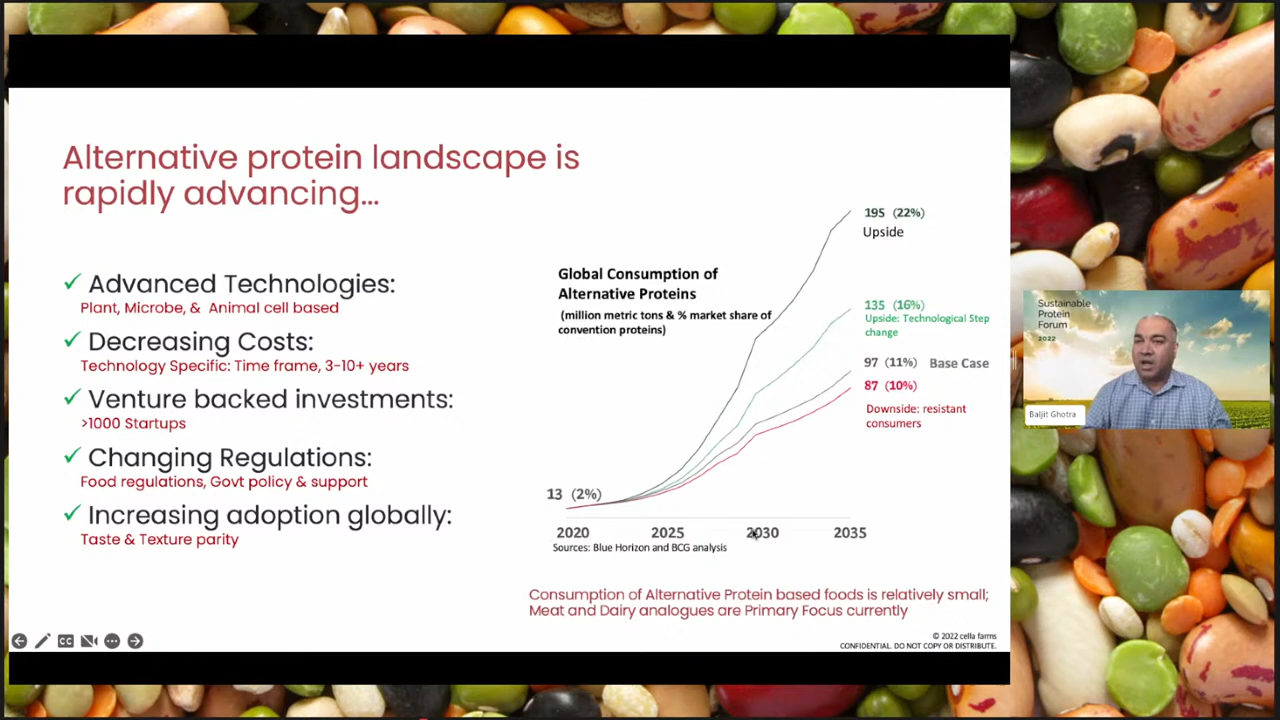 Alternative protein landscape is
rapidly advancing...
✓ Advanced Technologies:
Plant, Microbe, & Animal cell based
✓ Decreasing Costs:
Technology Specific: Time frame, 3-10+ years
✓ Venture backed investments:
>1000 Startups
✓ Changing Regulations:
Food regulations, Govt policy & support
✓ Increasing adoption globally:
Taste & Texture parity
Global Consumption of
Alternative Proteins
(million metric tons & % market share of
convention proteins)
195 (22%)
Upside
135 (16%)
Upside: Technological Step
change
97 (11%) Base Case
87 (10%)
Downside: resistant
consumers
13 (2%)
2020 2025 2030 2035
Sources: Blue Horizon and BCG analysis
Consumption of Alternative Protein based foods is relatively small;
Meat and Dairy analogues are Primary Focus currently
© 2022 cella farms
CONFIDENTIAL. DO NOT COPY OR DISTRIBUTE.
CC
Sustainable
Protein
Forum
2022
Baljit Ghotra